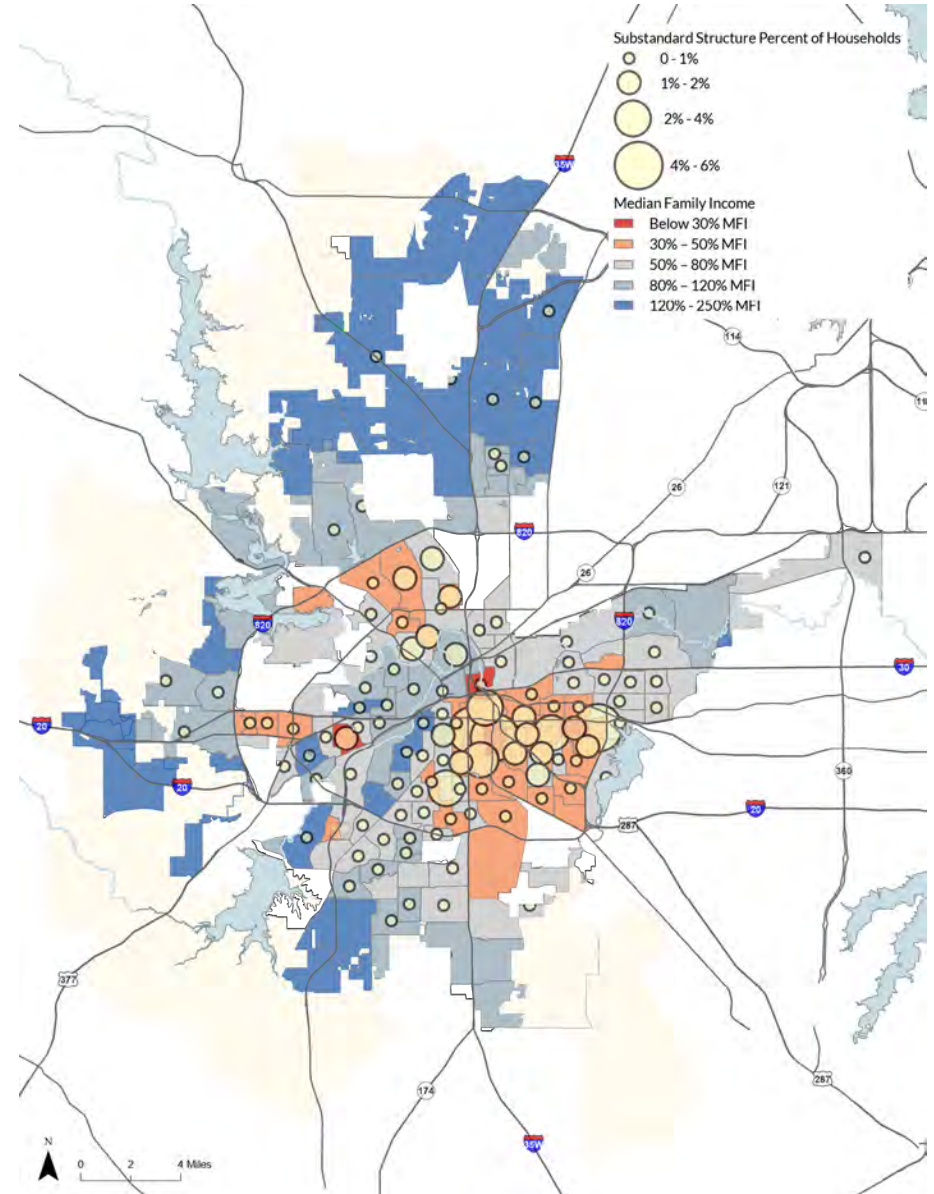 Substandard Structure Percent of Households
0 - 1%
1% - 2%
2% - 4%
4% - 6%
Median Family Income
Below 30% MFI
30% – 50% MFI
50% – 80% MFI
80% – 120% MFI
120% - 250% MFI
35W
114
121
26
820
26
820
820
30
20
20
360
20
287
377
174
287
35W
N
0 2 4 Miles